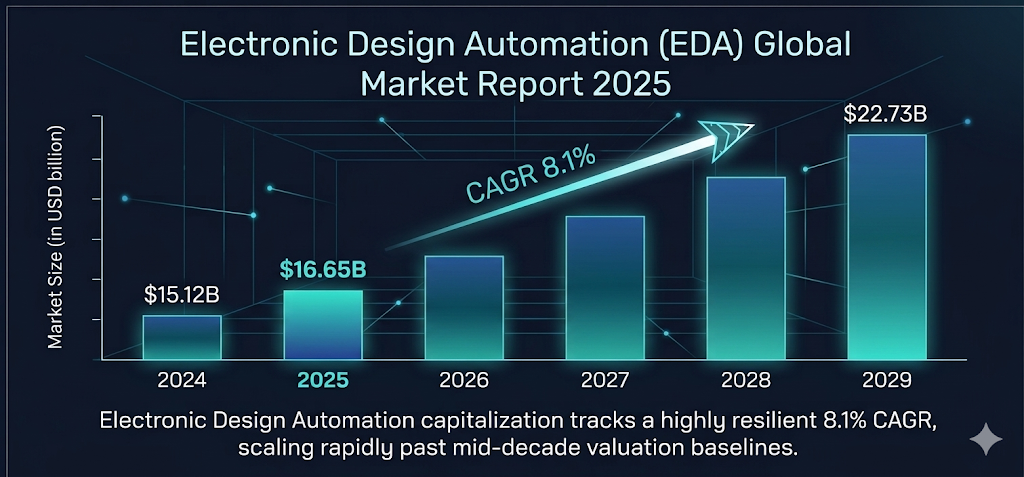 Electronic Design Automation (EDA) Global
Market Report 2025
Market Size (in USD billion)
CAGR 8.1%
$15.12B
$16.65B
$22.73B
2024
2025
2026
2027
2028
2029
Electronic Design Automation capitalization tracks a highly resilient 8.1% CAGR,
scaling rapidly past mid-decade valuation baselines.